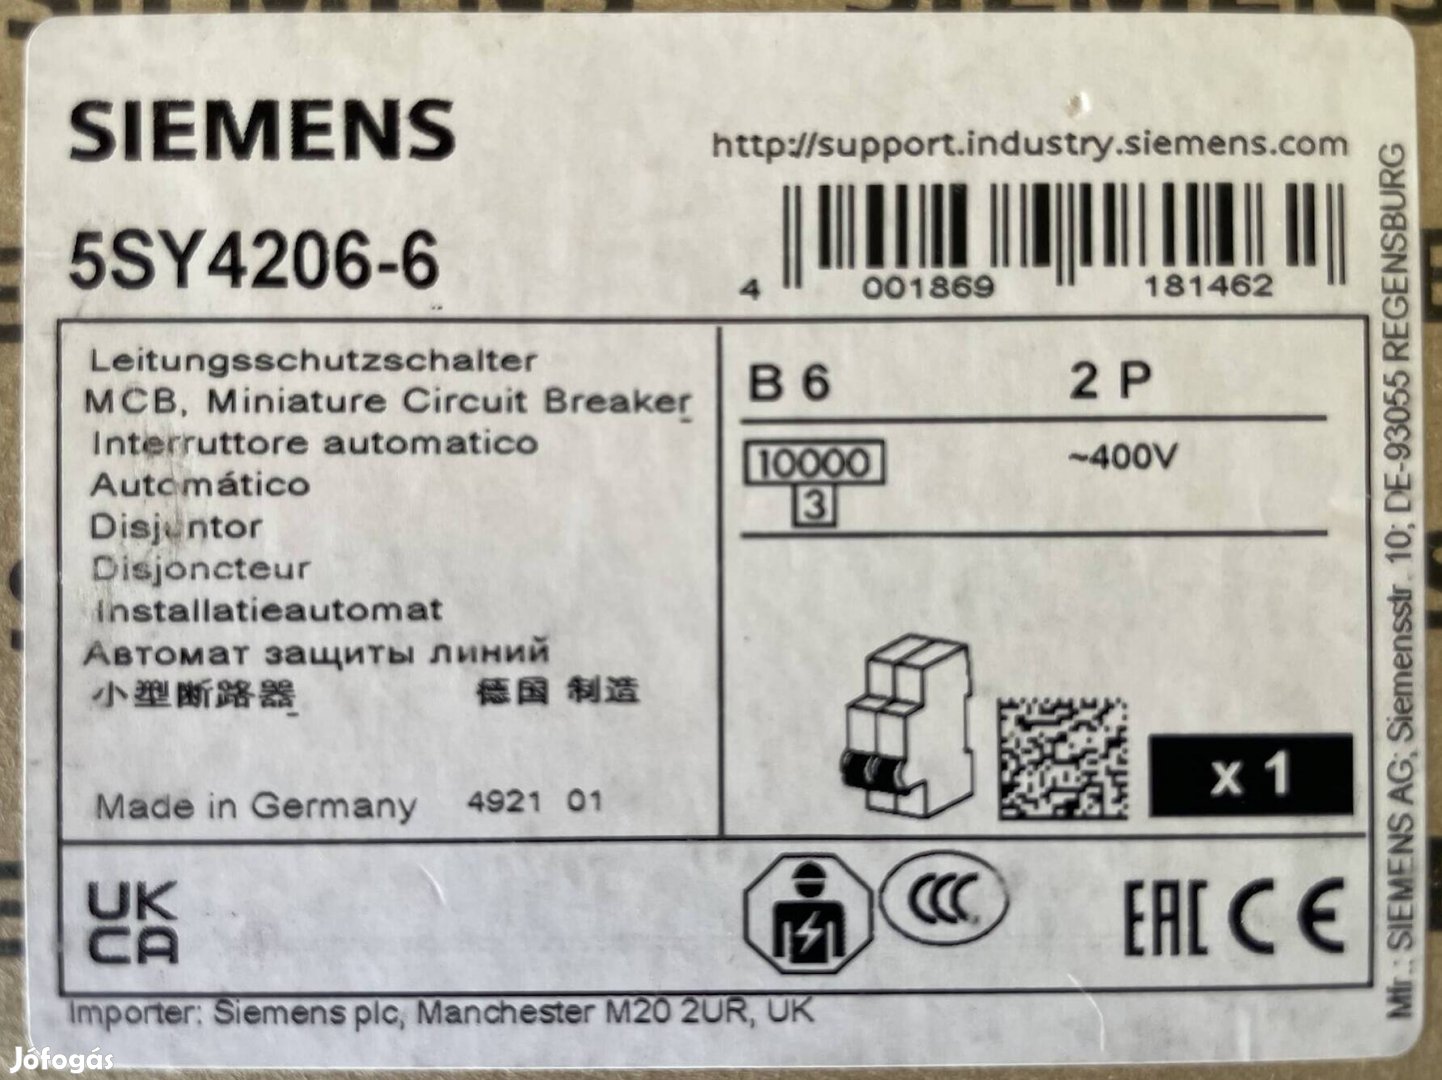 SIEMENS
http://support.industry.siemens.com
5SY4206-6
4 001869 181462
Leitungsschutzschalter
MCB, Miniature Circuit Breaker
Interruttore automatico
Automático
Disjuntor
Disjoncteur
Installatieautomat
Автомат защиты линий
小型断路器 德国 制造
Made in Germany 4921 01
B 6 2 P
10000 ~400V
3
x 1
UK
CA
CCC EAC CE
Importer: Siemens plc, Manchester M20 2UR, UK
Mfr.: SIEMENS AG; Siemensstr. 10; DE-93055 REGENSBURG
Jófogás